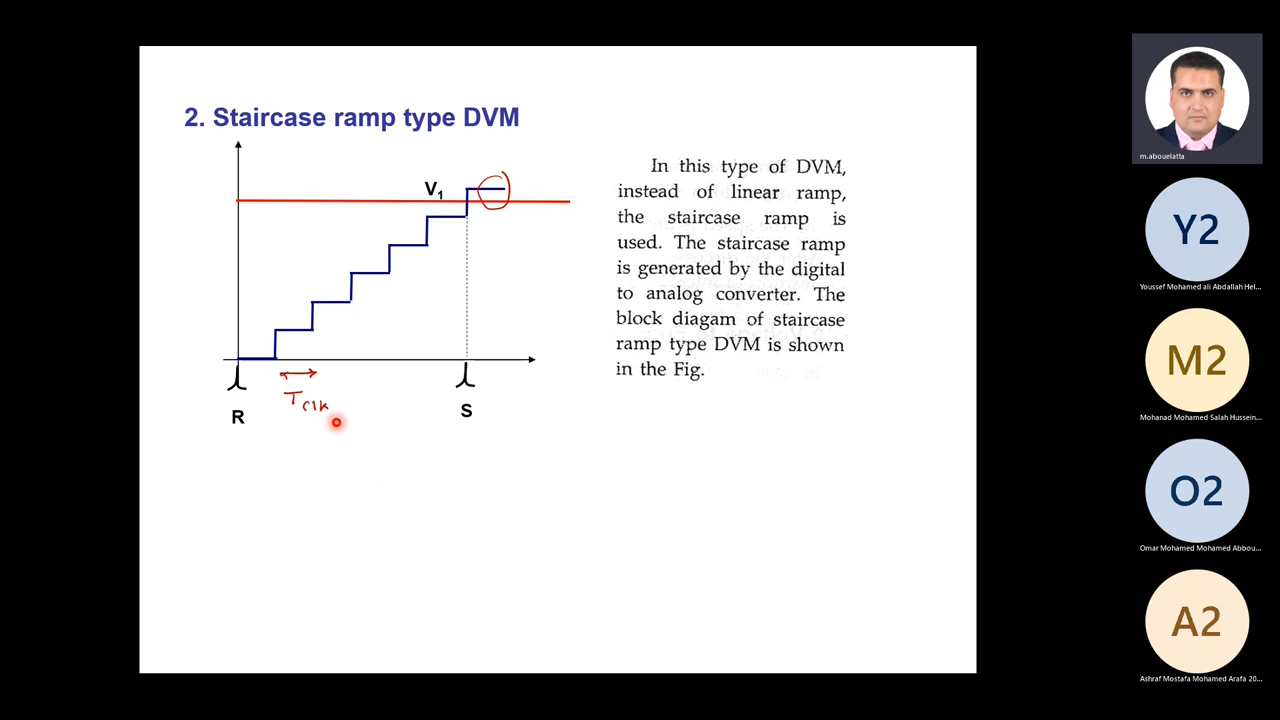 2. Staircase ramp type DVM
V1
R
S
Tclk
In this type of DVM,
instead of linear ramp,
the staircase ramp is
used. The staircase ramp
is generated by the digital
to analog converter. The
block diagam of staircase
ramp type DVM is shown
in the Fig.
m.abouelatta
Y2
Youssef Mohamed ali Abdallah Hel...
M2
Mohanad Mohamed Salah Hussein...
O2
Omar Mohamed Mohamed Abbou...
A2
Ashraf Mostafa Mohamed Arafa 20...